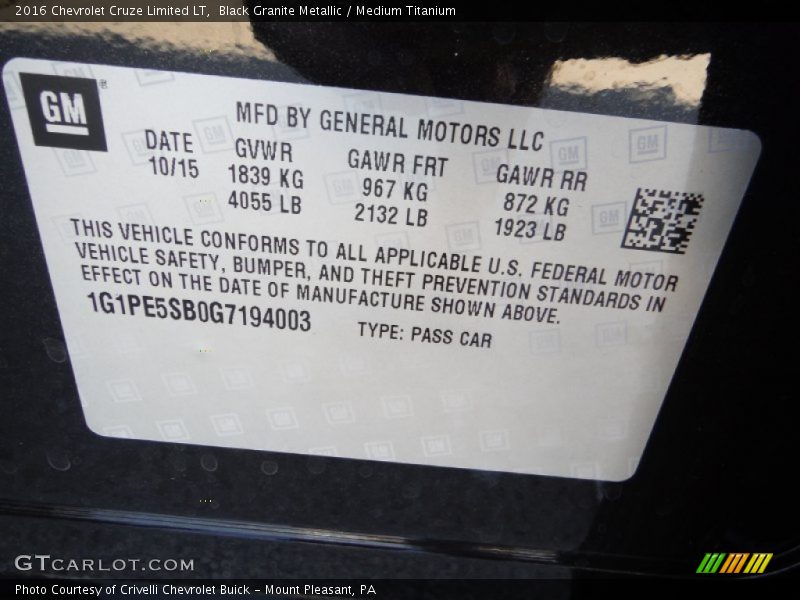 2016 Chevrolet Cruze Limited LT, Black Granite Metallic / Medium Titanium
GM ®
MFD BY GENERAL MOTORS LLC
DATE GVWR GAWR FRT GAWR RR
10/15 1839 KG 967 KG 872 KG
4055 LB 2132 LB 1923 LB
THIS VEHICLE CONFORMS TO ALL APPLICABLE U.S. FEDERAL MOTOR
VEHICLE SAFETY, BUMPER, AND THEFT PREVENTION STANDARDS IN
EFFECT ON THE DATE OF MANUFACTURE SHOWN ABOVE.
1G1PE5SB0G7194003 TYPE: PASS CAR
GTCARLOT.COM
Photo Courtesy of Crivelli Chevrolet Buick - Mount Pleasant, PA